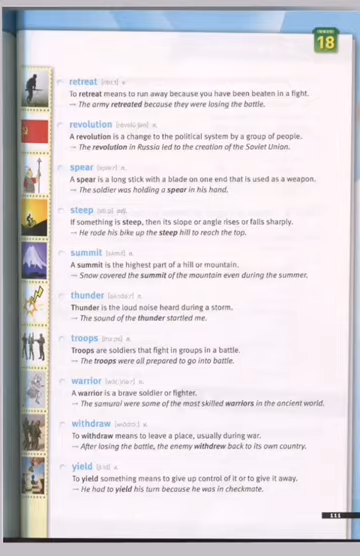 18
retreat v.
To retreat means to run away because you have been beaten in a fight.
→ The army retreated because they were losing the battle.
revolution n.
A revolution is a change to the political system by a group of people.
→ The revolution in Russia led to the creation of the Soviet Union.
spear n.
A spear is a long stick with a blade on one end that is used as a weapon.
→ The soldier was holding a spear in his hand.
steep adj.
If something is steep, then its slope or angle rises or falls sharply.
→ He rode his bike up the steep hill to reach the top.
summit n.
A summit is the highest part of a hill or mountain.
→ Snow covered the summit of the mountain even during the summer.
thunder n.
Thunder is the loud noise heard during a storm.
→ The sound of the thunder startled me.
troops n.
Troops are soldiers that fight in groups in a battle.
→ The troops were all prepared to go into battle.
warrior n.
A warrior is a brave soldier or fighter.
→ The samurai were some of the most skilled warriors in the ancient world.
withdraw v.
To withdraw means to leave a place, usually during war.
→ After losing the battle, the enemy withdrew back to its own country.
yield v.
To yield something means to give up control of it or to give it away.
→ He had to yield his turn because he was in checkmate.
111